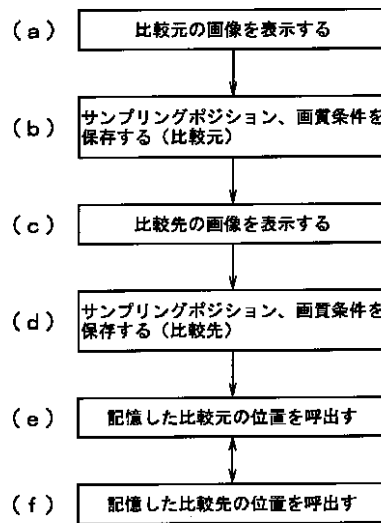 (a) 比較元の画像を表示する
(b) サンプリングポジション、画質条件を
保存する(比較元)
(c) 比較先の画像を表示する
(d) サンプリングポジション、画質条件を
保存する(比較先)
(e) 記憶した比較元の位置を呼出す
(f) 記憶した比較先の位置を呼出す